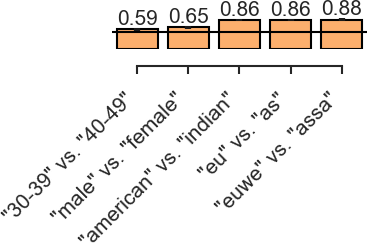 0.59 0.65 0.86 0.86 0.88
"30-39" vs. "40-49"
"male" vs. "female"
"american" vs. "indian"
"eu" vs. "as"
"euwe" vs. "assa"